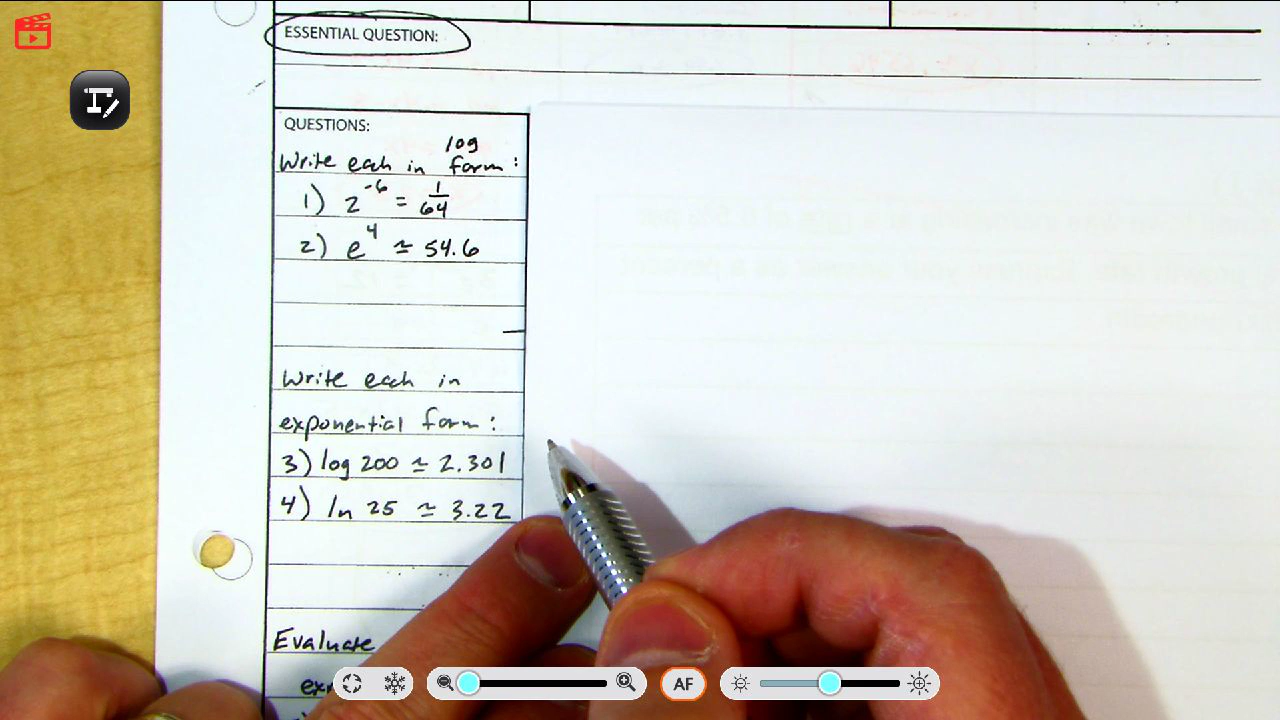 ESSENTIAL QUESTION:
QUESTIONS:
log
Write each in form:
1) 2^-6 = 1/64
2) e^4 ≃ 54.6
Write each in
exponential form:
3) log 200 ≃ 2.301
4) ln 25 ≃ 3.22
Evaluate
AF